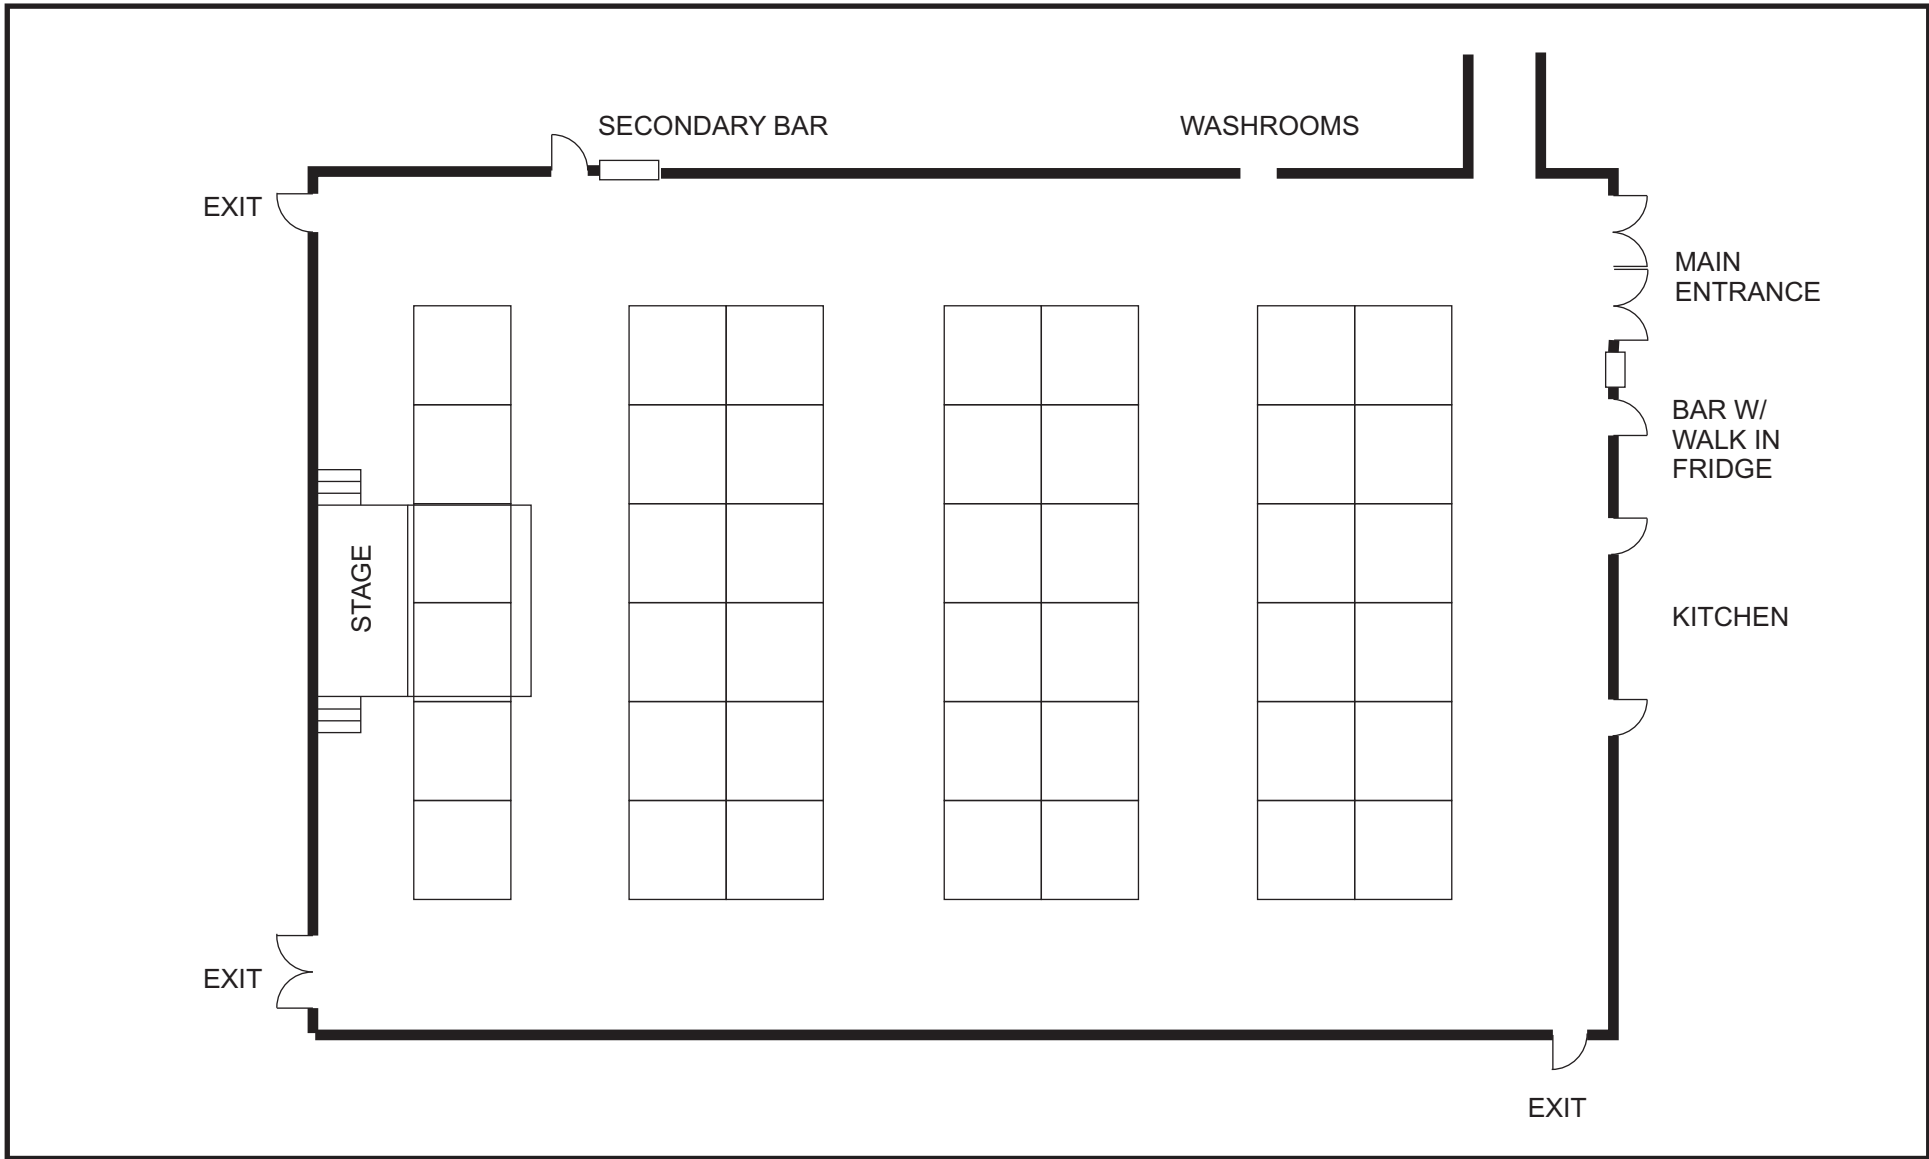 SECONDARY BAR
WASHROOMS
EXIT
MAIN
ENTRANCE
BAR W/
WALK IN
FRIDGE
STAGE
KITCHEN
EXIT
EXIT